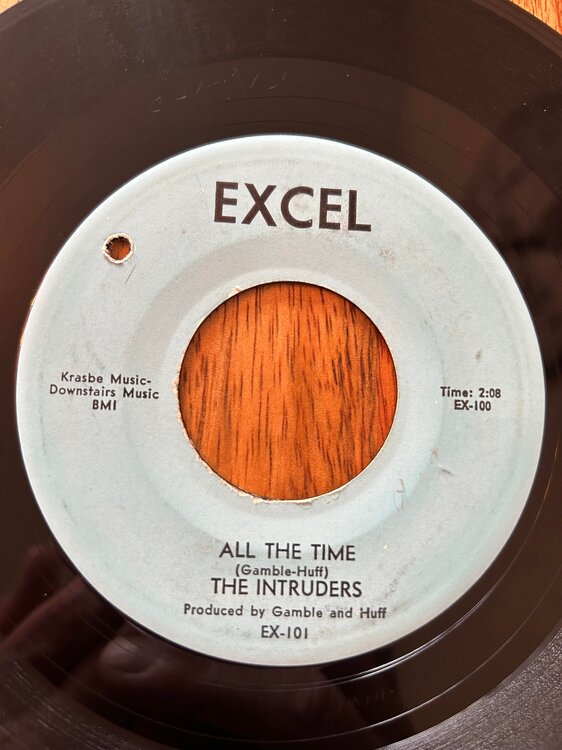 EXCEL
Krasbe Music-
Downstairs Music
BMI
Time: 2:08
EX-100
ALL THE TIME
(Gamble-Huff)
THE INTRUDERS
Produced by Gamble and Huff
EX-101